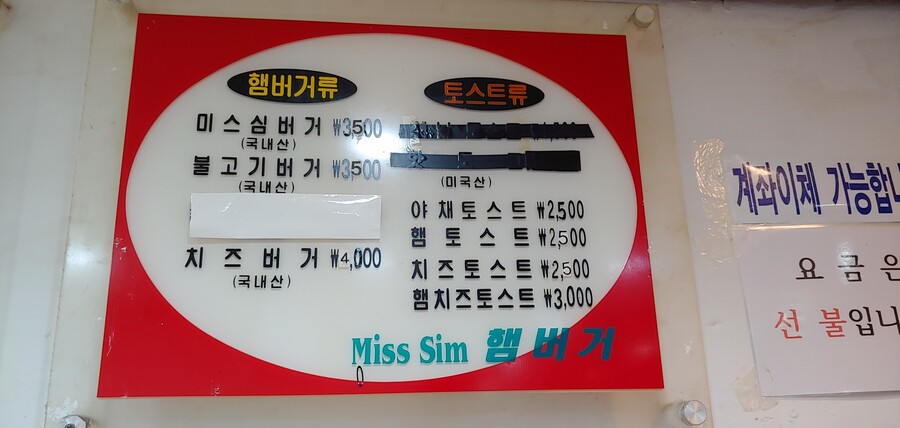 햄버거류
미스심버거 ₩3,500
(국내산)
불고기버거 ₩3,500
(국내산)
치즈버거 ₩4,000
(국내산)
토스트류
(미국산)
야채토스트 ₩2,500
햄토스트 ₩2,500
치즈토스트 ₩2,500
햄치즈토스트 ₩3,000
Miss Sim 햄버거
계좌이체 가능합니
요금은
선불입니